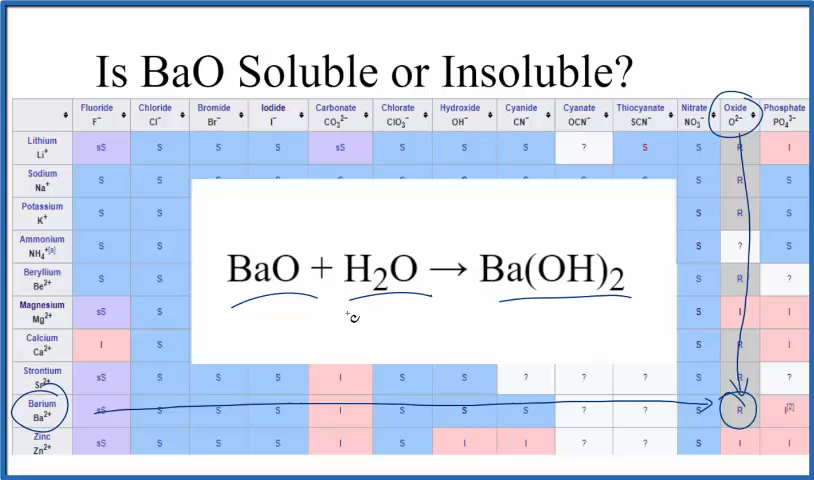 Is BaO Soluble or Insoluble?
Fluoride Chloride Bromide Iodide Carbonate Chlorate Hydroxide Cyanide Cyanate Thiocyanate Nitrate Oxide Phosphate
F⁻ Cl⁻ Br⁻ I⁻ CO₃²⁻ ClO₃⁻ OH⁻ CN⁻ OCN⁻ SCN⁻ NO₃⁻ O²⁻ PO₄³⁻
Lithium
Li⁺ sS S S S sS S S S ? S S R I
Sodium
Na⁺ S S S R S
Potassium
K⁺ S S S R S
Ammonium
NH₄⁺[a] S S S ? S
Beryllium
Be²⁺ S S S R ?
Magnesium
Mg²⁺ sS S S I I
Calcium
Ca²⁺ I S S R I
BaO + H₂O → Ba(OH)₂
Strontium
Sr²⁺ sS S S S I S S ? ? ? S R ?
Barium
Ba²⁺ sS S S S I S S S ? ? S R I[2]
Zinc
Zn²⁺ sS S S S I S I I ? ? S I I